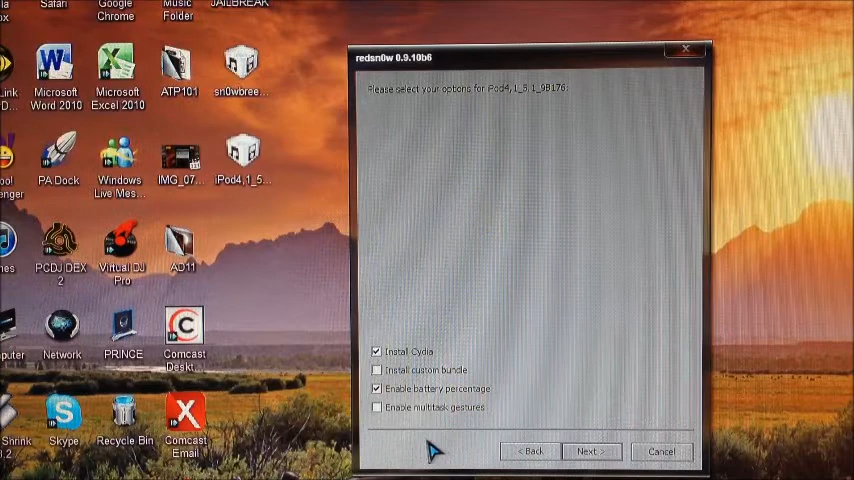 Safari
Google
Chrome
Music
Folder
JAILBREAK
Link
D...
Microsoft
Word 2010
Microsoft
Excel 2010
ATP101
sn0wbree...
enger
PA Dock
Windows
Live Mes...
IMG_07...
iPod4,1_5...
PCDJ DEX
2
Virtual DJ
Pro
AD11
Network
PRINCE
Comcast
Deskt...
Shrink
Skype
Recycle Bin
Comcast
Email
redsn0w 0.9.10b6
Please select your options for iPod4,1_5.1_9B176:
Install Cydia
Install custom bundle
Enable battery percentage
Enable multitask gestures
< Back
Next >
Cancel